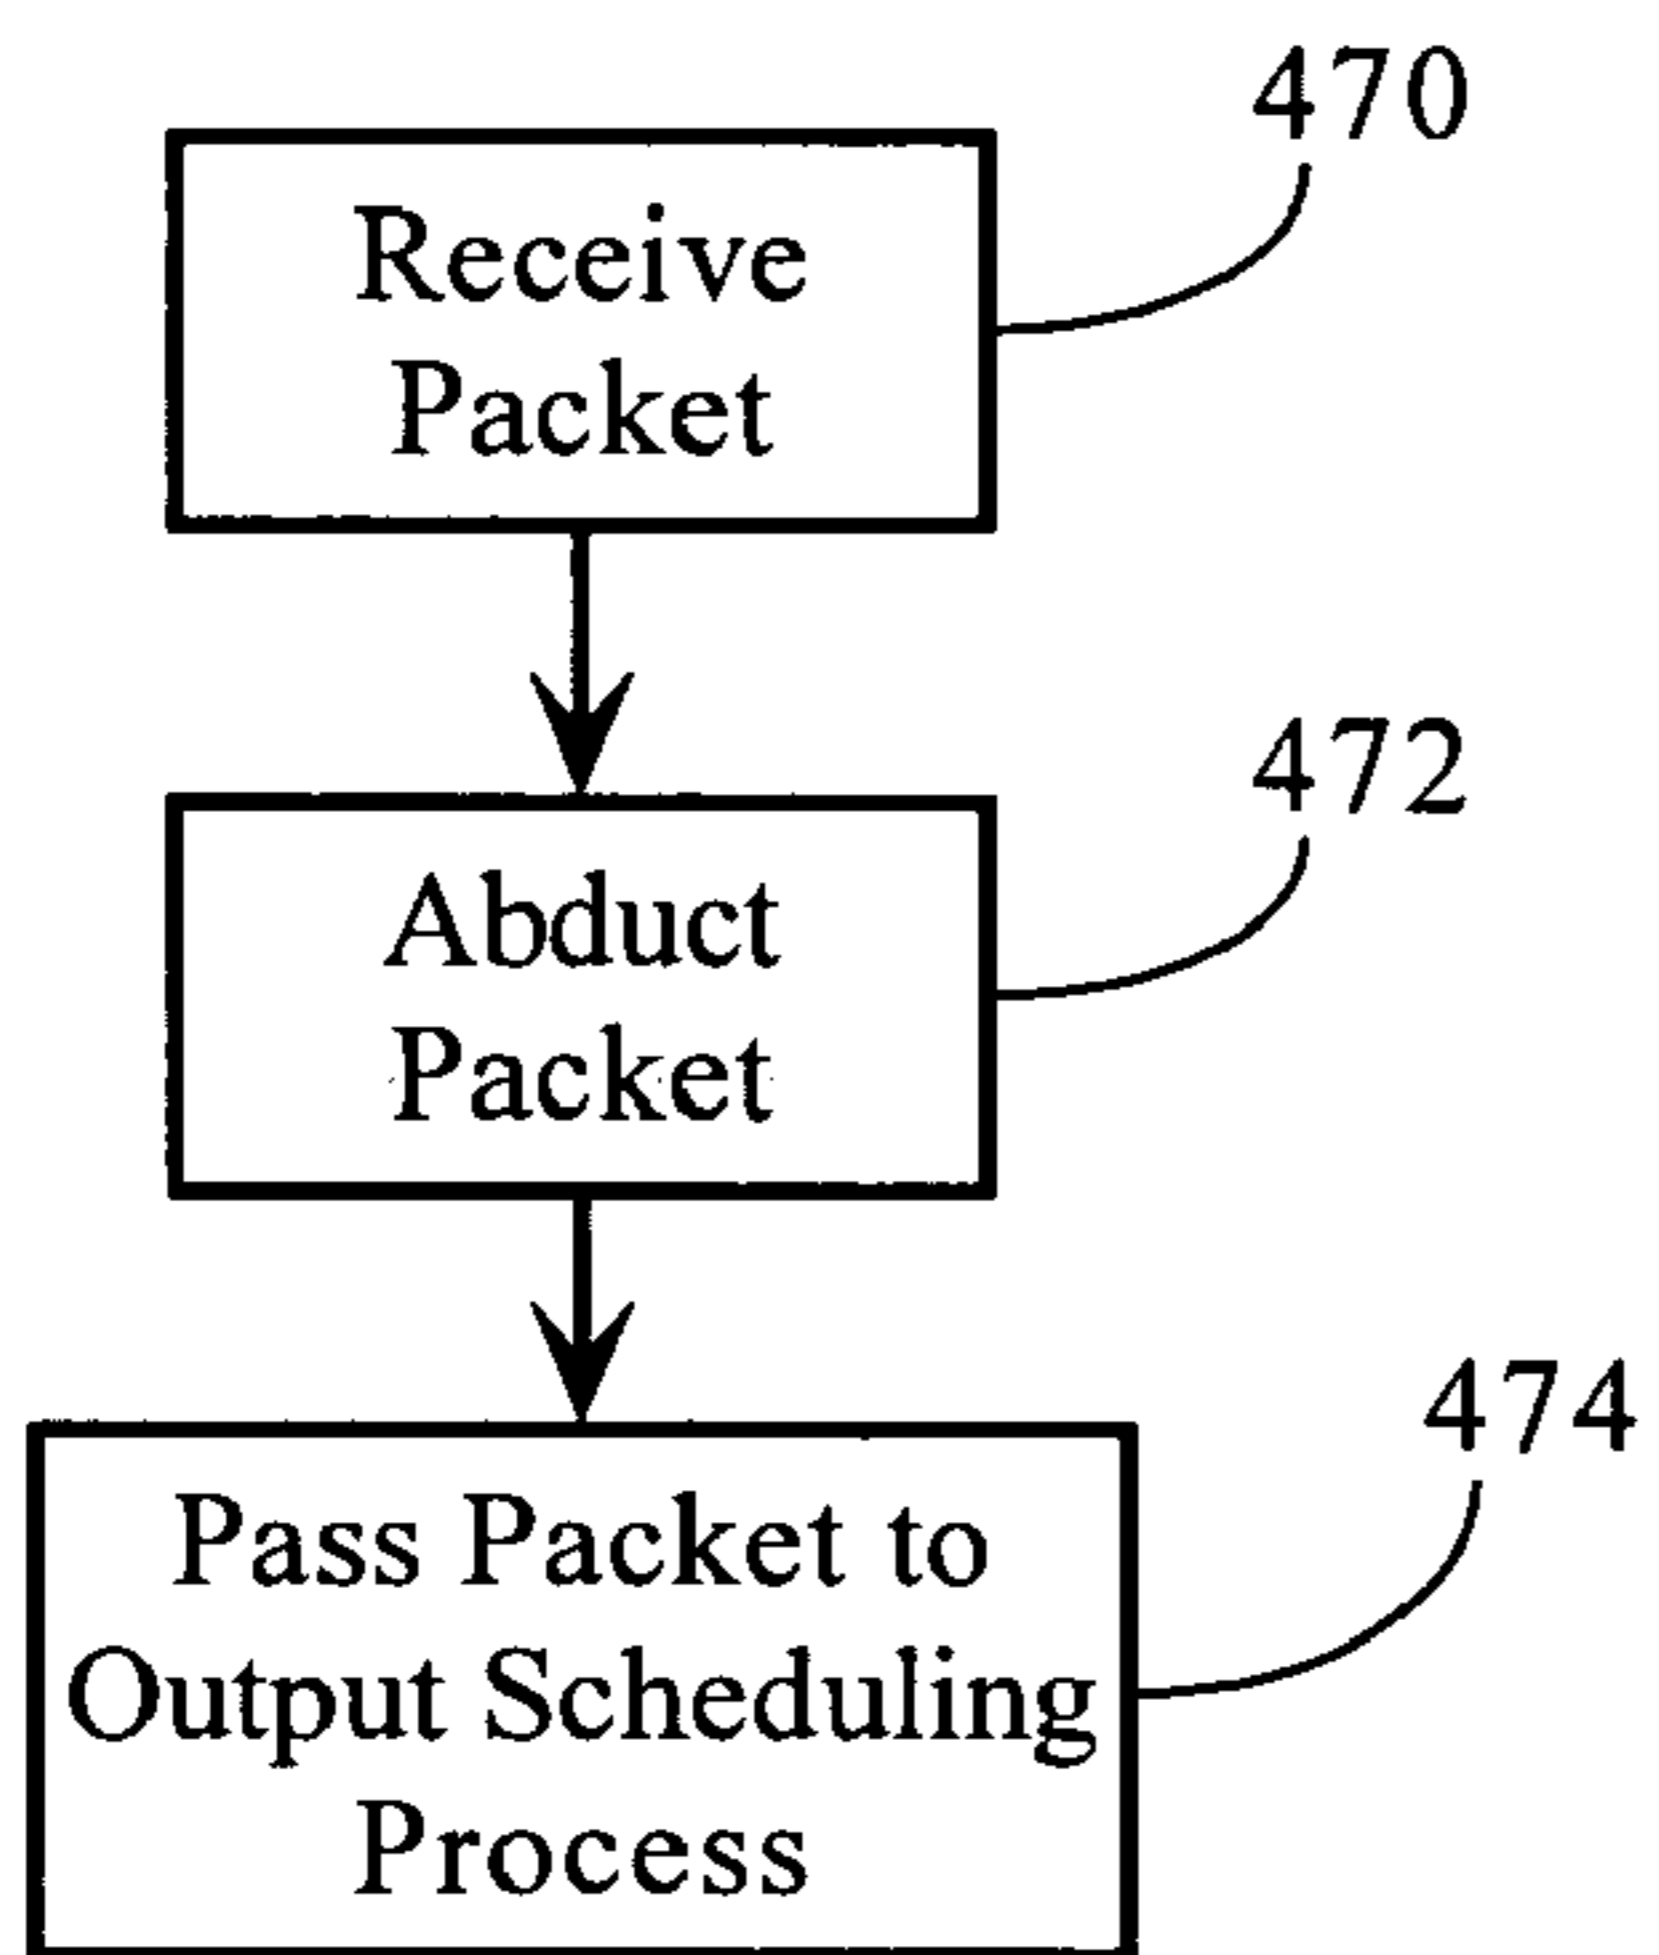 470
Receive
Packet
472
Abduct
Packet
474
Pass Packet to
Output Scheduling
Process